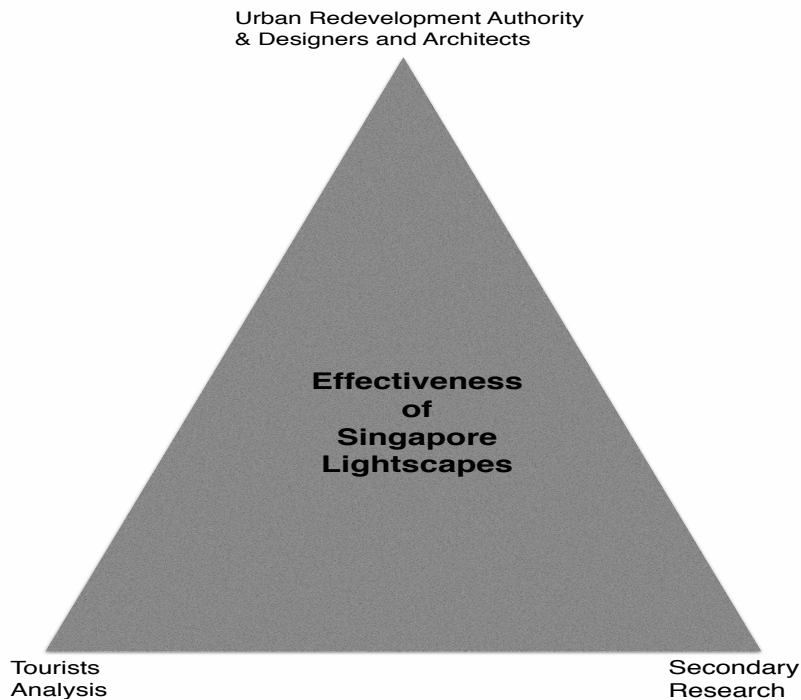 Urban Redevelopment Authority
& Designers and Architects
Effectiveness
of
Singapore
Lightscapes
Tourists
Analysis
Secondary
Research